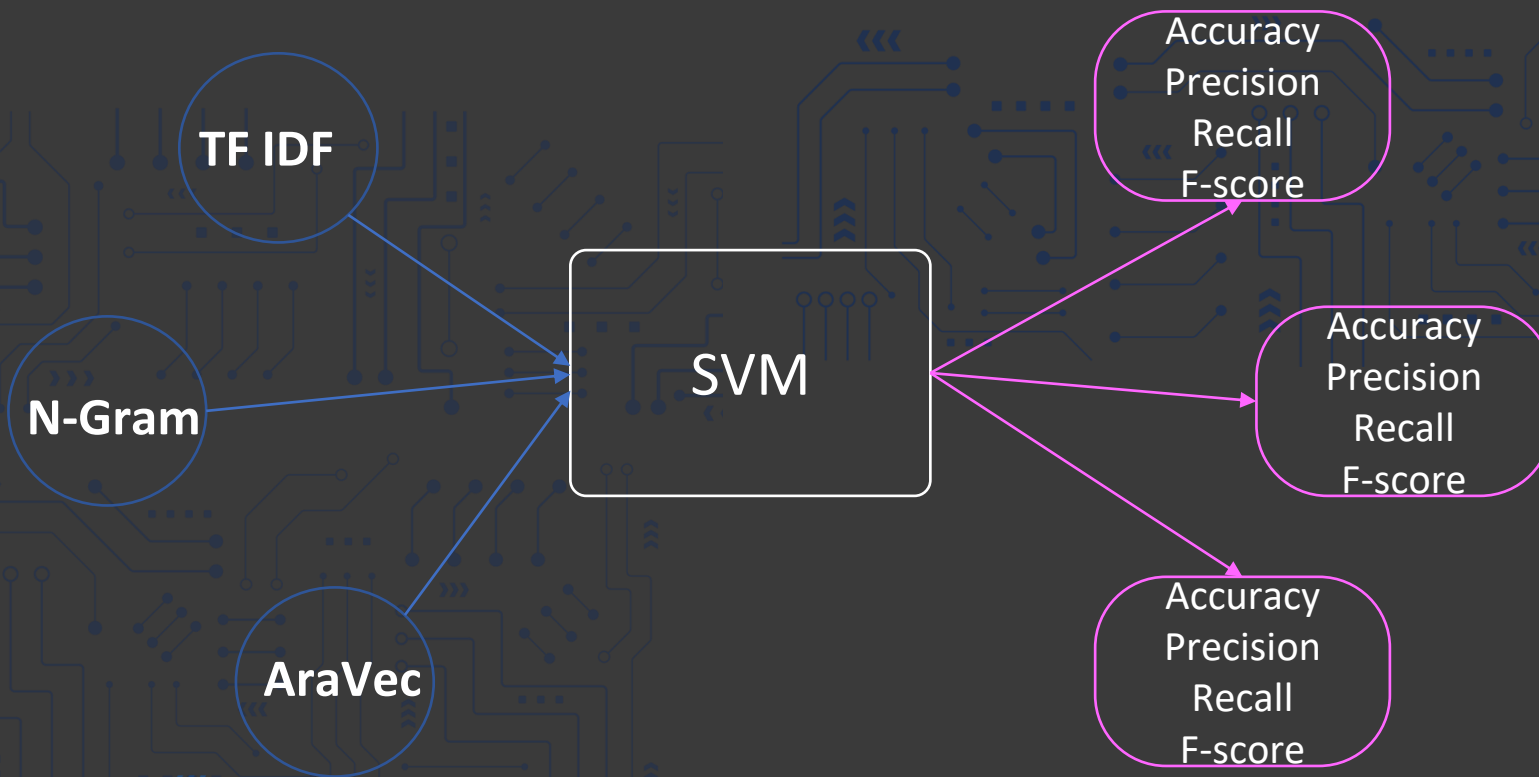 TF IDF
N-Gram
AraVec
SVM
Accuracy
Precision
Recall
F-score
Accuracy
Precision
Recall
F-score
Accuracy
Precision
Recall
F-score